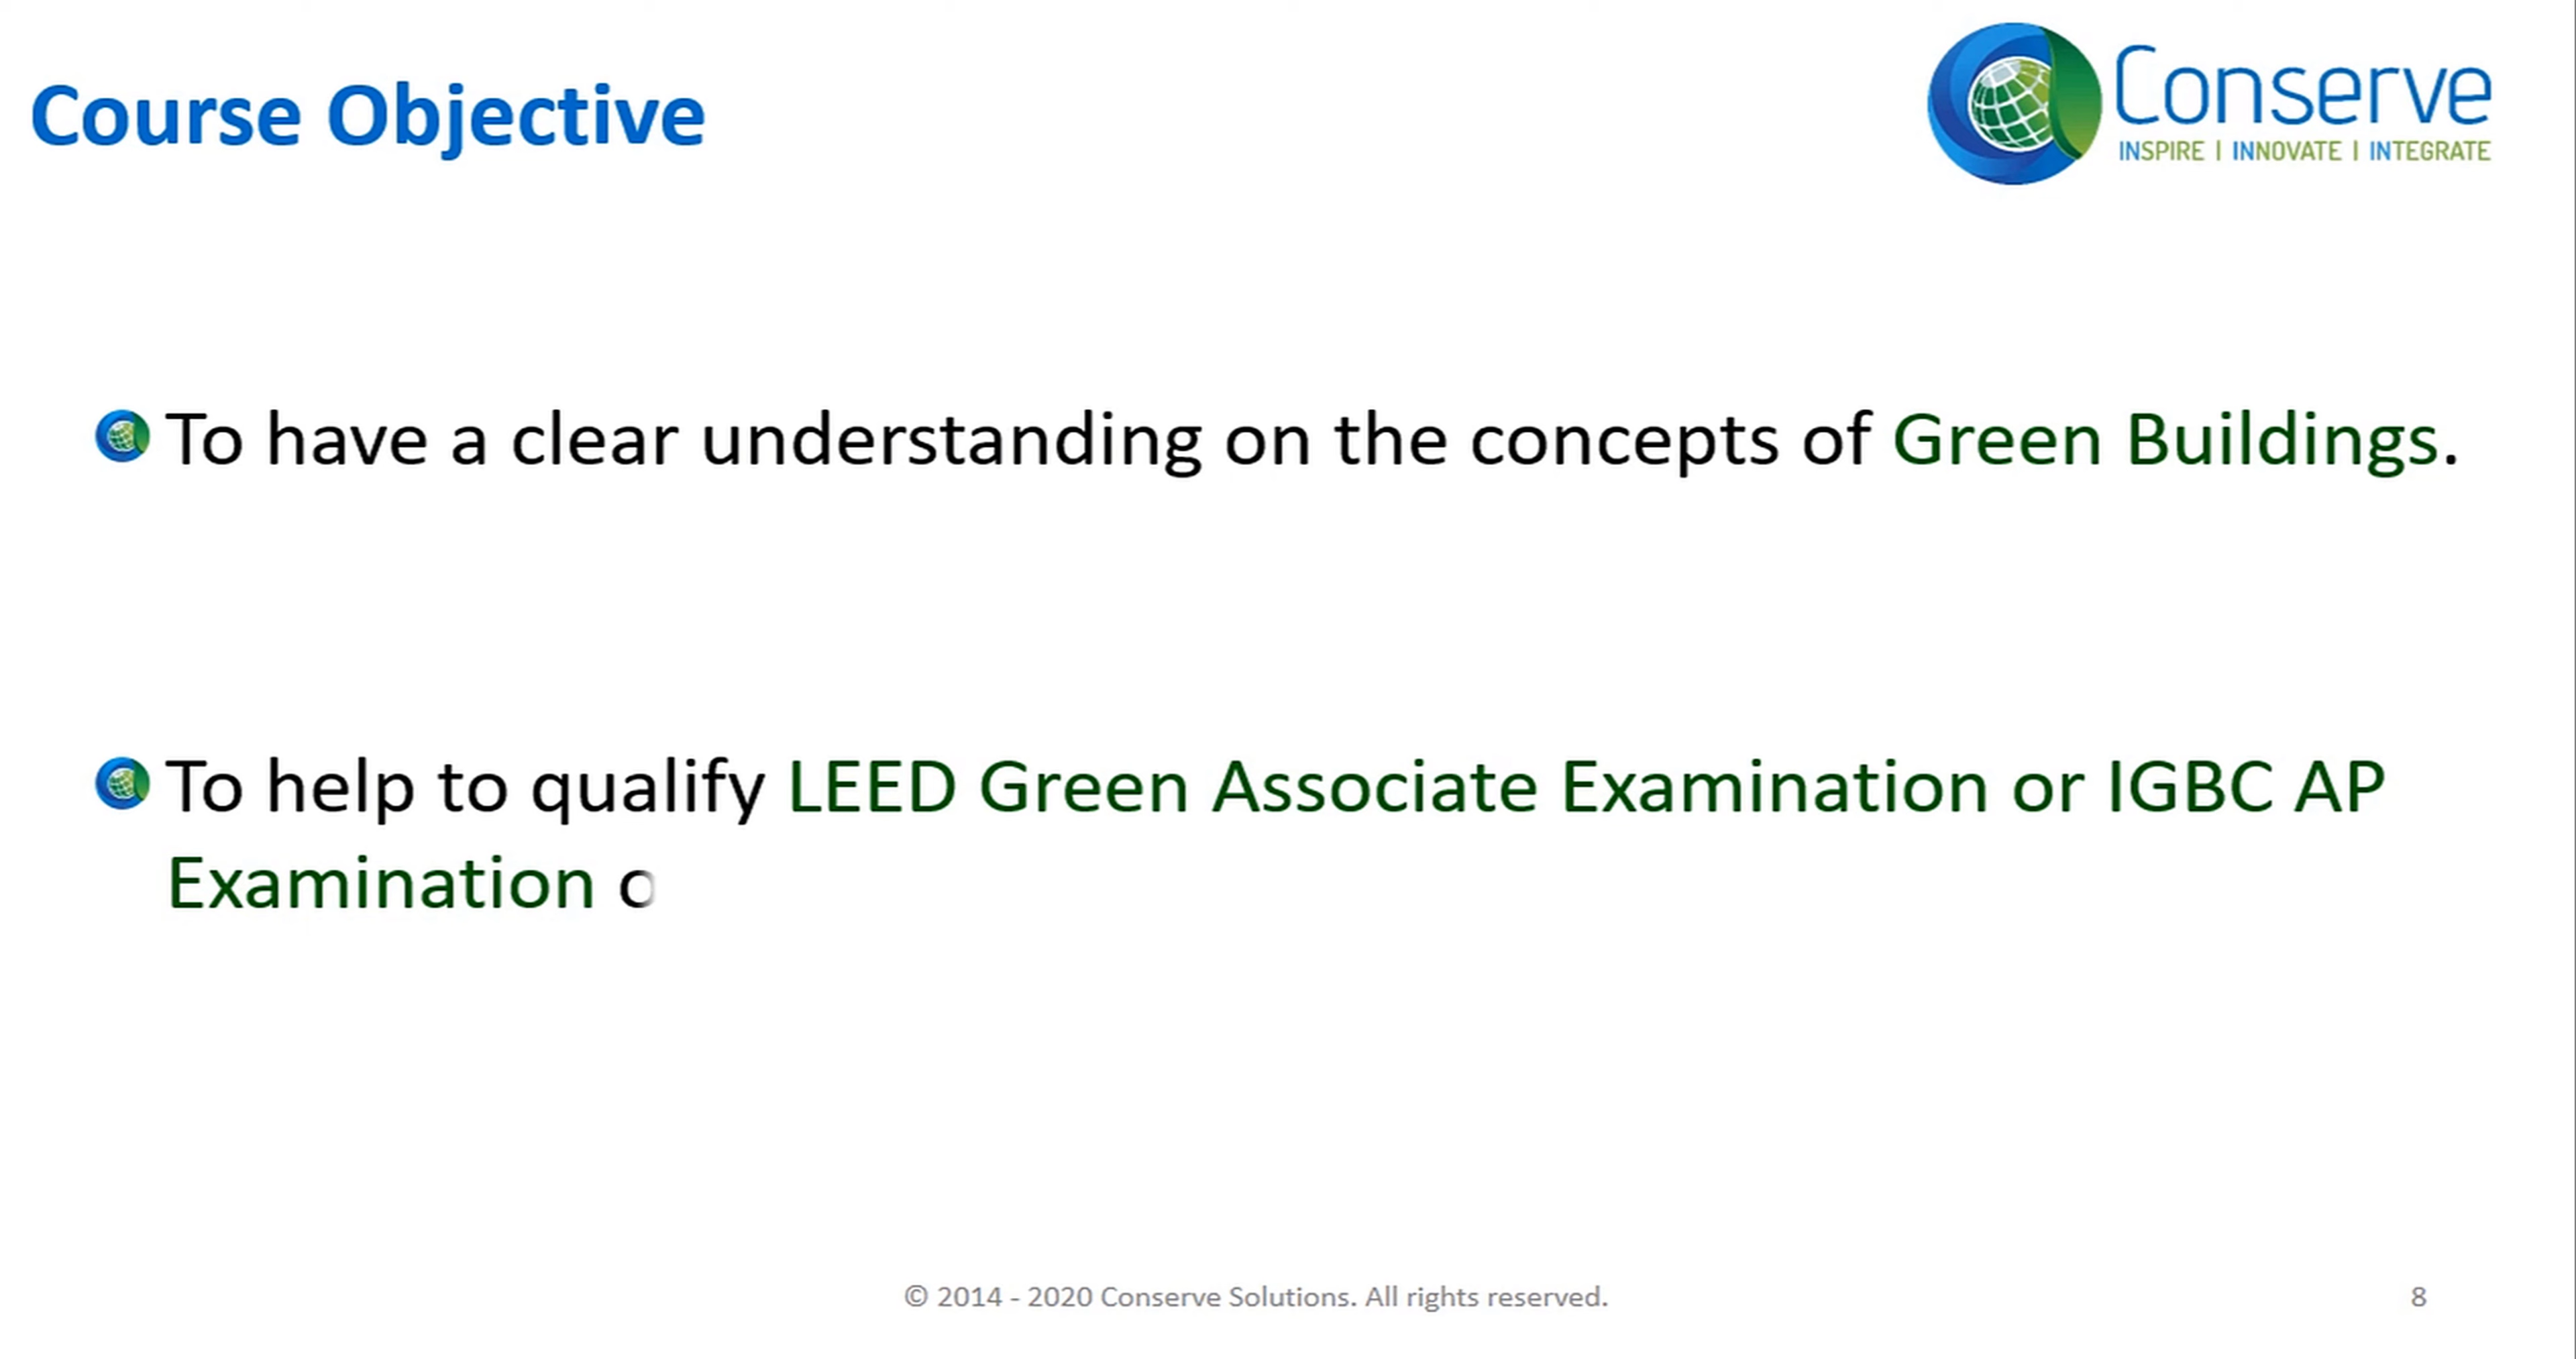 Course Objective
Conserve
INSPIRE | INNOVATE | INTEGRATE
To have a clear understanding on the concepts of Green Buildings.
To help to qualify LEED Green Associate Examination or IGBC AP
Examination o
© 2014 - 2020 Conserve Solutions. All rights reserved.
8